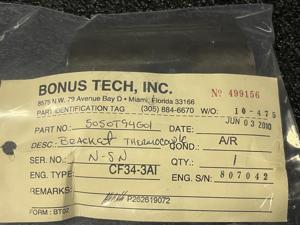 BONUS TECH, INC.
Nº 499156
8575 N.W. 79 Avenue Bay D • Miami, Florida 33166
PART IDENTIFICATION TAG (305) 884-6670 W/O: 10-475
JUN 03 2010
PART NO.: 5050T94G01 DATE:
DESC.: Bracket Thermocouple COND.: A/R
SER. NO.: N-SN QTY.: 1
ENG. TYPE: CF34-3A1 ENG. S/N: 807042
REMARKS: P262619072
FORM: BT02